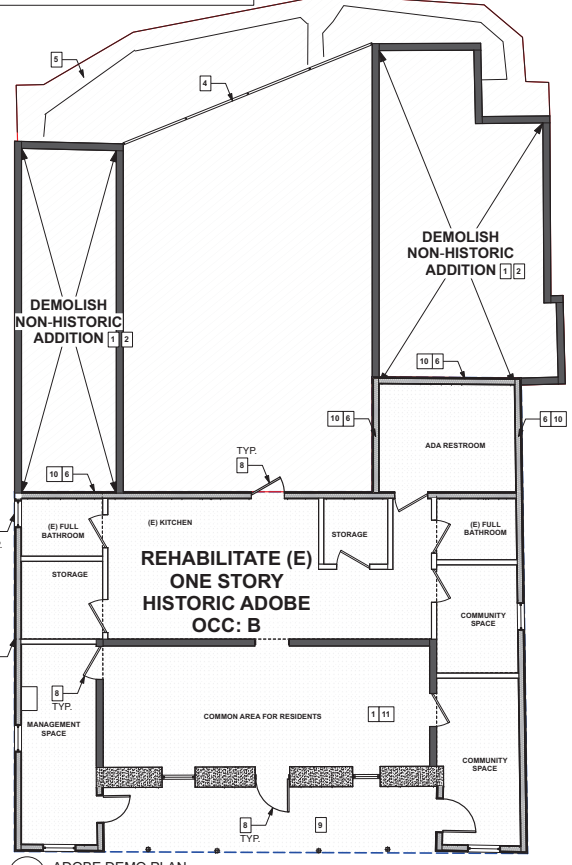 5
4
DEMOLISH
NON-HISTORIC
ADDITION 1 2
DEMOLISH
NON-HISTORIC
ADDITION 1 2
10 6
10 6
6 10
ADA RESTROOM
TYP.
8
10 6
(E) FULL
BATHROOM
(E) KITCHEN
STORAGE
(E) FULL
BATHROOM
REHABILITATE (E)
ONE STORY
HISTORIC ADOBE
OCC: B
STORAGE
COMMUNITY
SPACE
8
TYP.
MANAGEMENT
SPACE
COMMON AREA FOR RESIDENTS
1 11
COMMUNITY
SPACE
8
TYP.
9
ADOBE DEMO PLAN